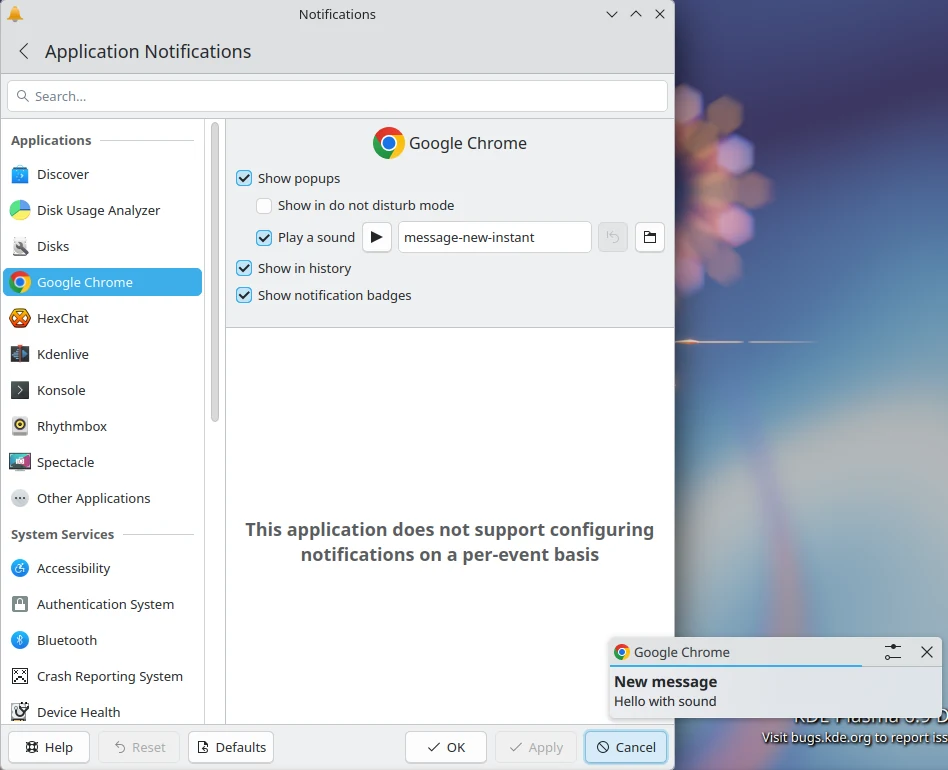 Notifications
Application Notifications
Search...
Applications
Discover
Disk Usage Analyzer
Disks
Google Chrome
HexChat
Kdenlive
Konsole
Rhythmbox
Spectacle
Other Applications
System Services
Accessibility
Authentication System
Bluetooth
Crash Reporting System
Device Health
Google Chrome
Show popups
Show in do not disturb mode
Play a sound
message-new-instant
Show in history
Show notification badges
This application does not support configuring
notifications on a per-event basis
Google Chrome
New message
Hello with sound
KDE Plasma 6.5 D
Visit bugs.kde.org to report iss
Help
Reset
Defaults
OK
Apply
Cancel